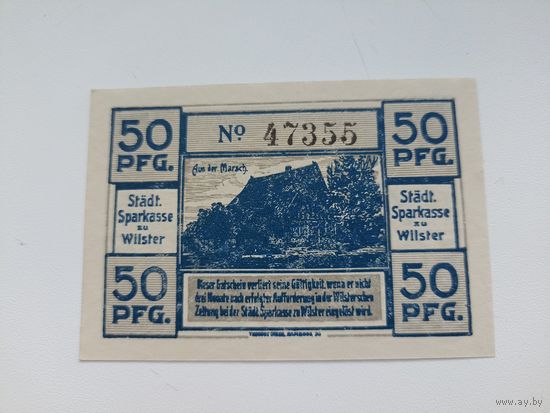 50 PFG.
No 47355
50 PFG.
Aus der Marsch.
Städt.
Sparkasse
zu
Wilster
Städt.
Sparkasse
zu
Wilster
50 PFG.
Dieser Gutschein verliert seine Gültigkeit, wenn er nicht
drei Monate nach erfolgter Aufforderung in der Wilsterschen
Zeitung bei der Städt. Sparkasse zu Wilster eingelöst wird.
50 PFG.
www.ay.by